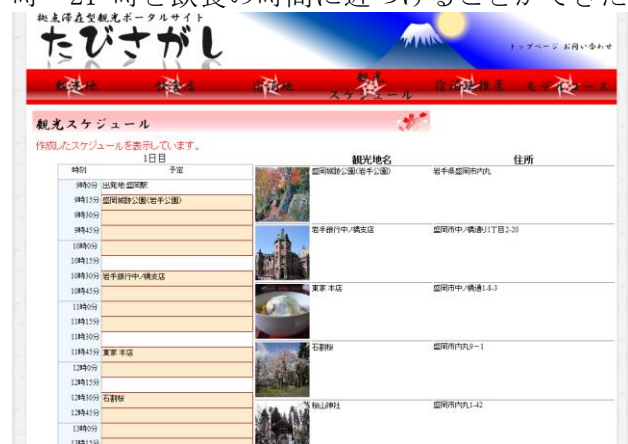 時　21 時と飲食の時間に近づけることができた
拠点滞在型観光ポータルサイト
たびさがし
トップページ お問い合わせ
観光
スケジュール
観光スケジュール
作成したスケジュールを表示しています。
1日目
時刻 予定
9時0分 出発地:盛岡駅
9時15分 盛岡城跡公園(岩手公園)
9時30分
9時45分
10時0分
10時15分
10時30分 岩手銀行中ノ橋支店
10時45分
11時0分
11時15分
11時30分
11時45分 東家 本店
12時0分
12時15分
12時30分 石割桜
12時45分
13時0分
13時15分
観光地名 住所
盛岡城跡公園(岩手公園) 岩手県盛岡市内丸
岩手銀行中ノ橋支店 盛岡市中ノ橋通り1丁目2-20
東家 本店 盛岡市中ノ橋通1-8-3
石割桜 盛岡市内丸9－1
桜山神社 盛岡市内丸1-42